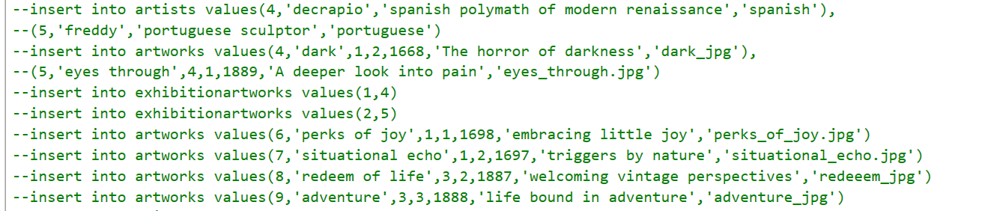 --insert into artists values(4,'decrapio','spanish polymath of modern renaissance','spanish'),
--(5,'freddy','portuguese sculptor','portuguese')
--insert into artworks values(4,'dark',1,2,1668,'The horror of darkness','dark_jpg'),
--(5,'eyes through',4,1,1889,'A deeper look into pain','eyes_through.jpg')
--insert into exhibitionartworks values(1,4)
--insert into exhibitionartworks values(2,5)
--insert into artworks values(6,'perks of joy',1,1,1698,'embracing little joy','perks_of_joy.jpg')
--insert into artworks values(7,'situational echo',1,2,1697,'triggers by nature','situational_echo.jpg')
--insert into artworks values(8,'redeem of life',3,2,1887,'welcoming vintage perspectives','redeeem_jpg')
--insert into artworks values(9,'adventure',3,3,1888,'life bound in adventure','adventure_jpg')